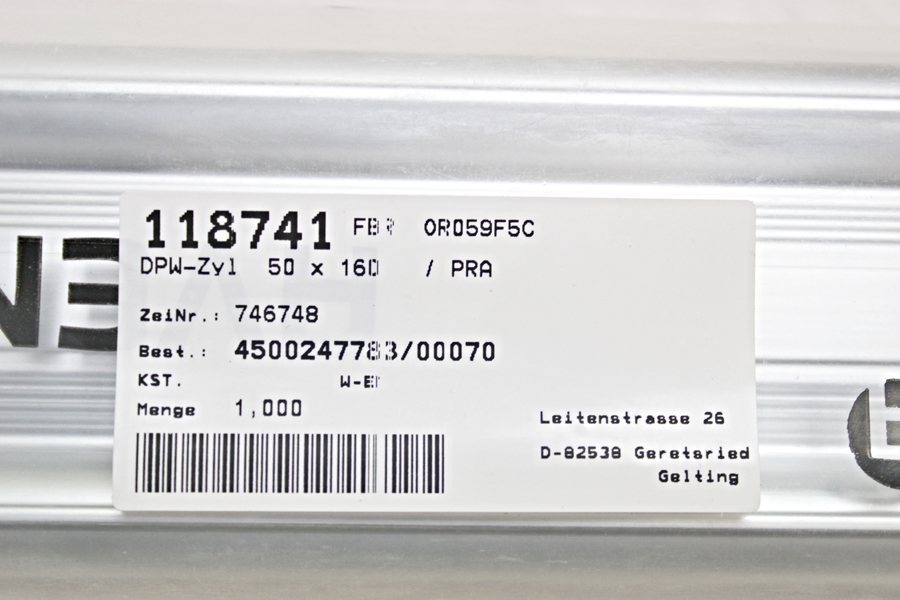 118741 FBR 0R059F5C
DPW-Zyl 50 x 160 / PRA
ZeiNr.: 746748
Best.: 4500247783/00070
KST.
Menge 1,000
Leitenstrasse 26
D-82538 Geretsried
Gelting